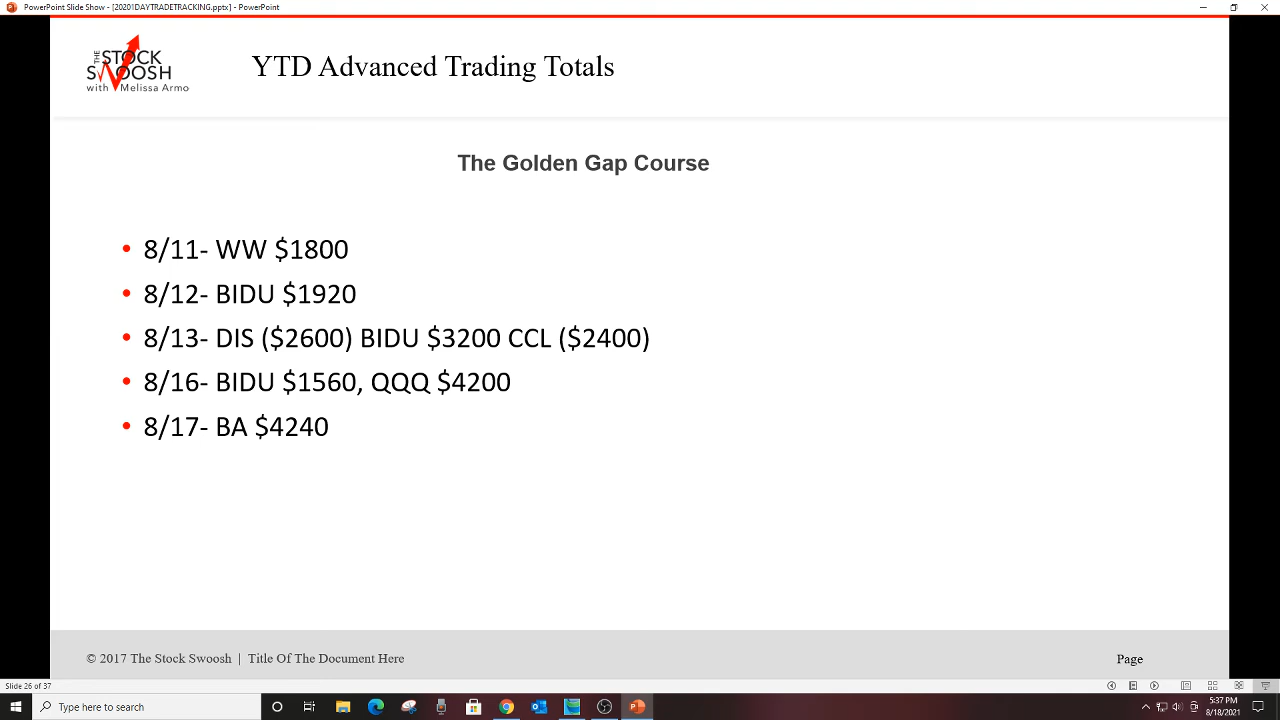 PowerPoint Slide Show - [20201DAYTRADETRACKING.pptx] - PowerPoint
THE STOCK SWOOSH
with Melissa Armo
YTD Advanced Trading Totals
The Golden Gap Course
• 8/11- WW $1800
• 8/12- BIDU $1920
• 8/13- DIS ($2600) BIDU $3200 CCL ($2400)
• 8/16- BIDU $1560, QQQ $4200
• 8/17- BA $4240
© 2017 The Stock Swoosh | Title Of The Document Here
Page
Slide 26 of 37
Type here to search
5:37 PM
8/18/2021